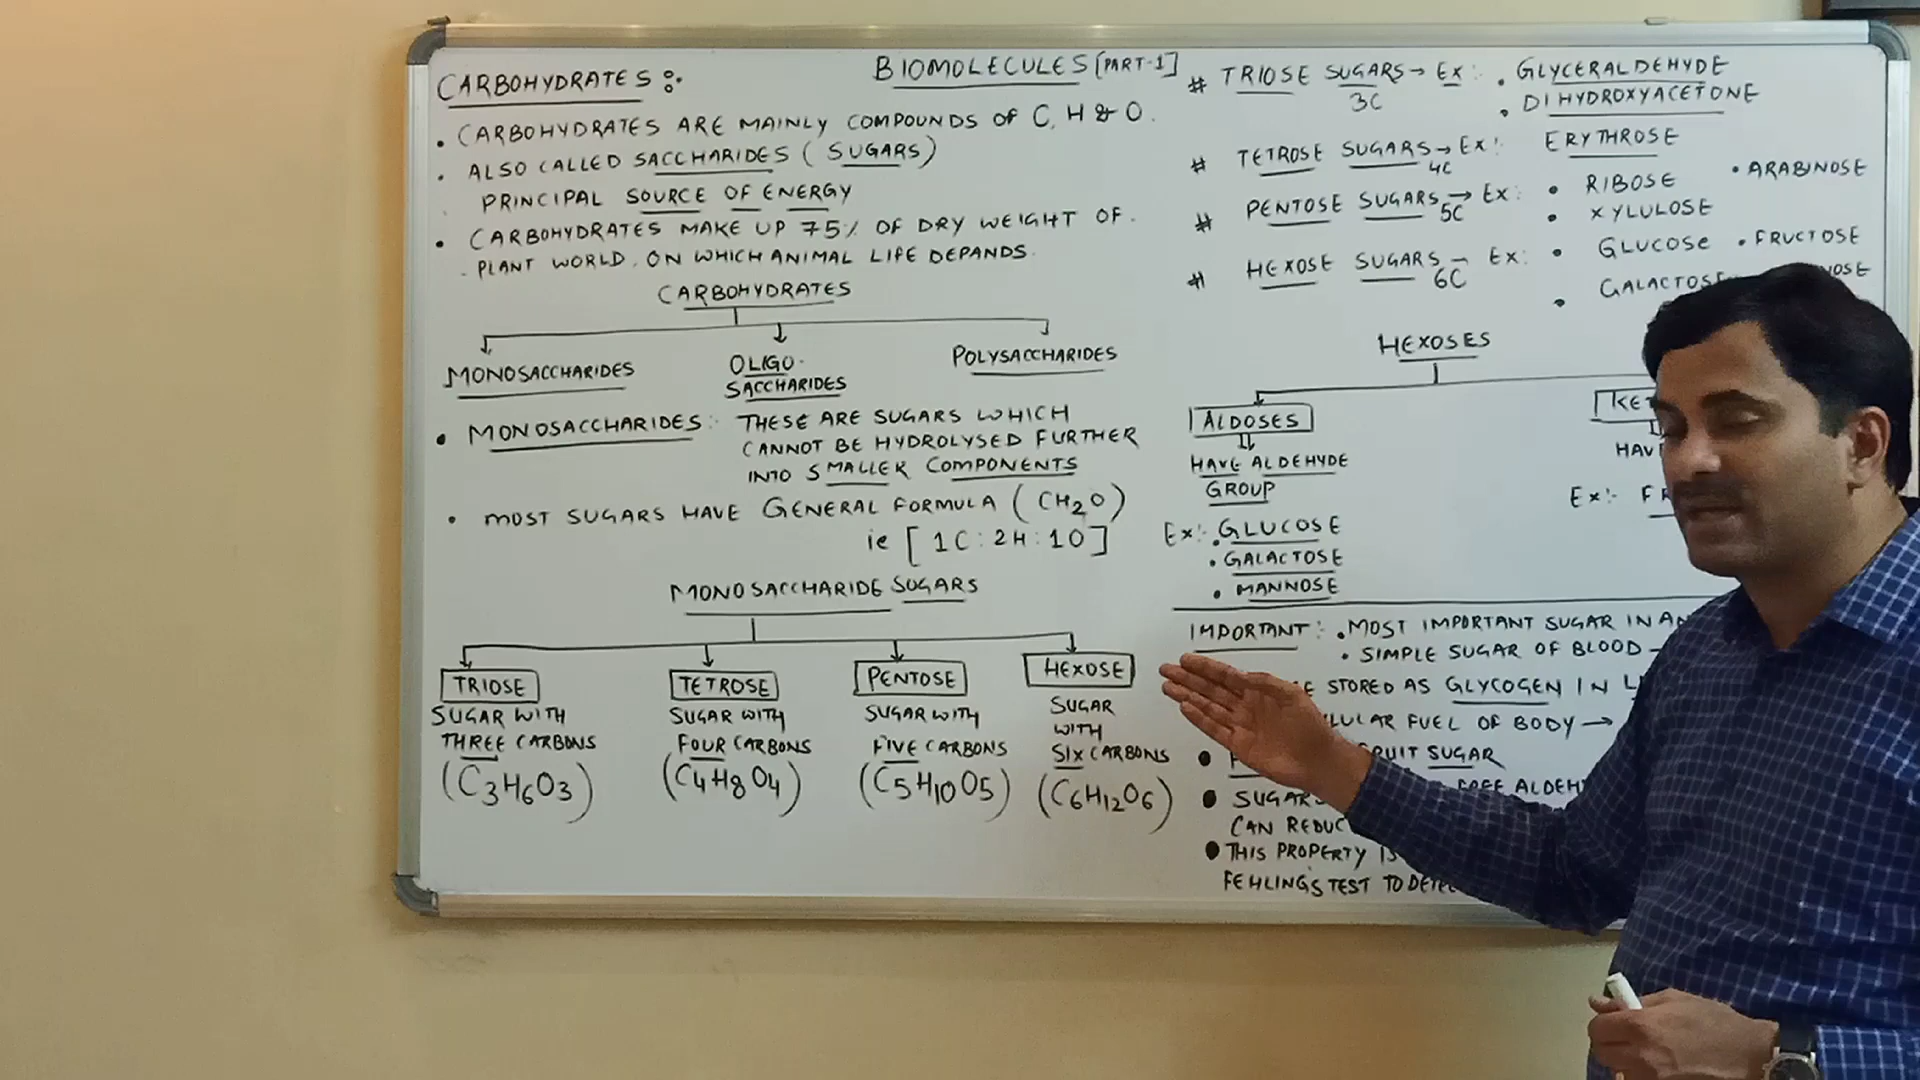 BIOMOLECULES [PART-1]
CARBOHYDRATES :.
• CARBOHYDRATES ARE MAINLY COMPOUNDS OF C, H & O.
• ALSO CALLED SACCHARIDES (SUGARS)
PRINCIPAL SOURCE OF ENERGY
• CARBOHYDRATES MAKE UP 75% OF DRY WEIGHT OF
PLANT WORLD. ON WHICH ANIMAL LIFE DEPANDS.
CARBOHYDRATES
MONOSACCHARIDES
OLIGO-
SACCHARIDES
POLYSACCHARIDES
• MONOSACCHARIDES: THESE ARE SUGARS WHICH
CANNOT BE HYDROLYSED FURTHER
INTO SMALLER COMPONENTS
• MOST SUGARS HAVE GENERAL FORMULA (CH2O)
ie [1C:2H:1O]
MONOSACCHARIDE SUGARS
TRIOSE
SUGAR WITH
THREE CARBONS
(C3H6O3)
TETROSE
SUGAR WITH
FOUR CARBONS
(C4H8O4)
PENTOSE
SUGAR WITH
FIVE CARBONS
(C5H10O5)
HEXOSE
SUGAR
WITH
SIX CARBONS
(C6H12O6)
# TRIOSE SUGARS → Ex: • GLYCERALDEHYDE
3C • DIHYDROXYACETONE
# TETROSE SUGARS → Ex: ERYTHROSE
4C
# PENTOSE SUGARS → Ex: • RIBOSE • ARABINOSE
5C • XYLULOSE
# HEXOSE SUGARS – Ex: • GLUCOSE • FRUCTOSE
6C • GALACTOSE
HEXOSES
ALDOSES
HAVE ALDEHYDE
GROUP
Ex:. GLUCOSE
• GALACTOSE
• MANNOSE
Ex:-
IMPORTANT: • MOST IMPORTANT SUGAR IN
• SIMPLE SUGAR OF BLOOD –
STORED AS GLYCOGEN IN
FUEL OF BODY →
SUGAR
SUGARS
FREE
CAN
• THIS PROPERTY IS
FEHLING'S TEST TO